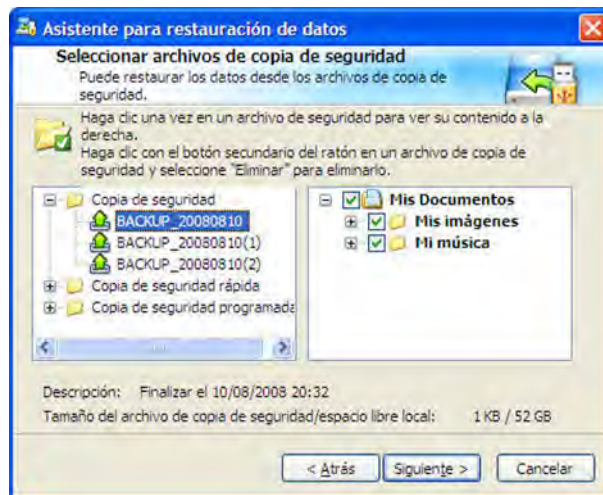 Asistente para restauración de datos
Seleccionar archivos de copia de seguridad
Puede restaurar los datos desde los archivos de copia de
seguridad.
Haga clic una vez en un archivo de seguridad para ver su contenido a la
derecha.
Haga clic con el botón secundario del ratón en un archivo de copia de
seguridad y seleccione "Eliminar" para eliminarlo.
Copia de seguridad
BACKUP_20080810
BACKUP_20080810(1)
BACKUP_20080810(2)
Copia de seguridad rápida
Copia de seguridad programada
Mis Documentos
Mis imágenes
Mi música
Descripción: Finalizar el 10/08/2008 20:32
Tamaño del archivo de copia de seguridad/espacio libre local: 1 KB / 52 GB
< Atrás
Siguiente >
Cancelar